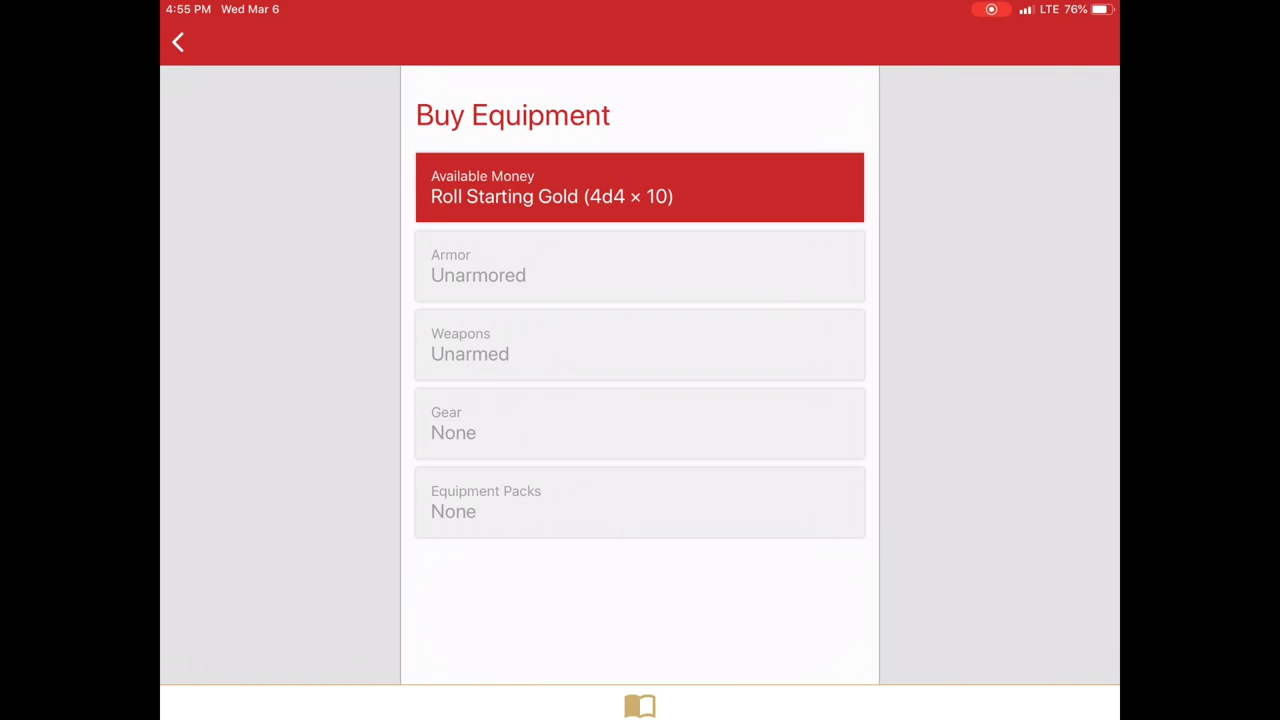 4:55 PM Wed Mar 6 LTE 76%
Buy Equipment
Available Money
Roll Starting Gold (4d4 × 10)
Armor
Unarmored
Weapons
Unarmed
Gear
None
Equipment Packs
None